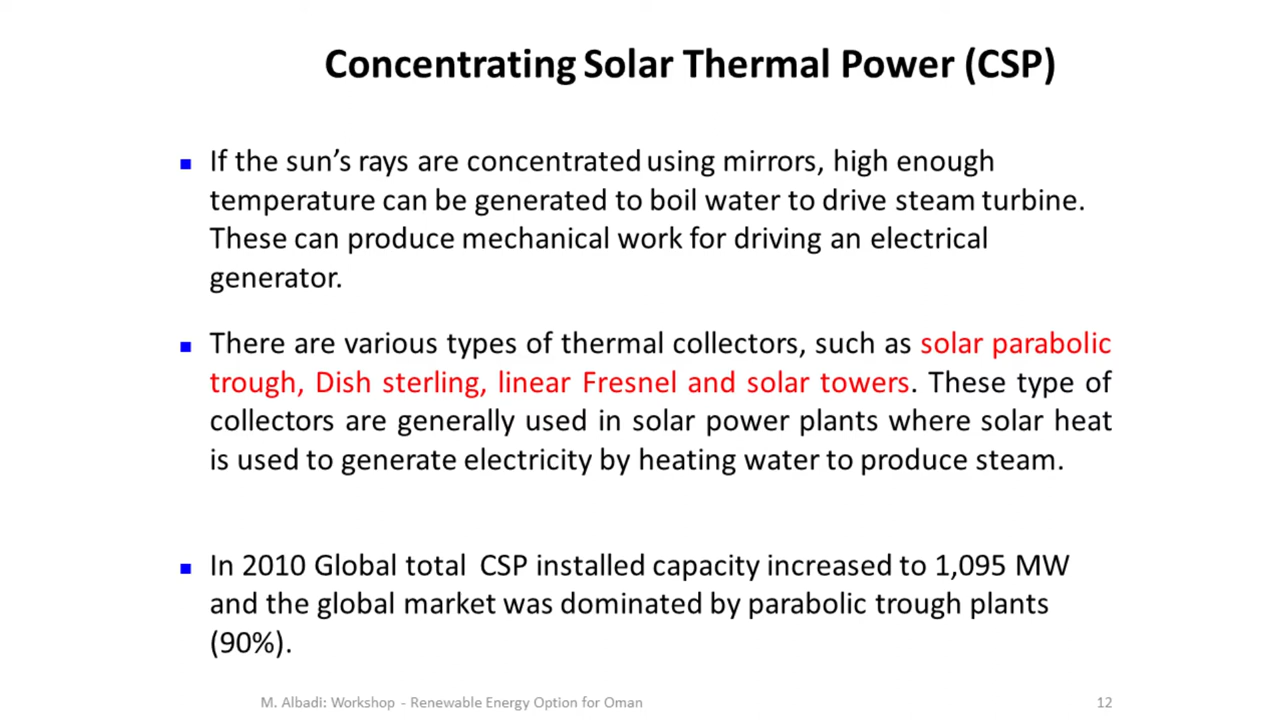 Concentrating Solar Thermal Power (CSP)
If the sun's rays are concentrated using mirrors, high enough
temperature can be generated to boil water to drive steam turbine.
These can produce mechanical work for driving an electrical
generator.
There are various types of thermal collectors, such as solar parabolic
trough, Dish sterling, linear Fresnel and solar towers. These type of
collectors are generally used in solar power plants where solar heat
is used to generate electricity by heating water to produce steam.
In 2010 Global total CSP installed capacity increased to 1,095 MW
and the global market was dominated by parabolic trough plants
(90%).
M. Albadi: Workshop - Renewable Energy Option for Oman
12